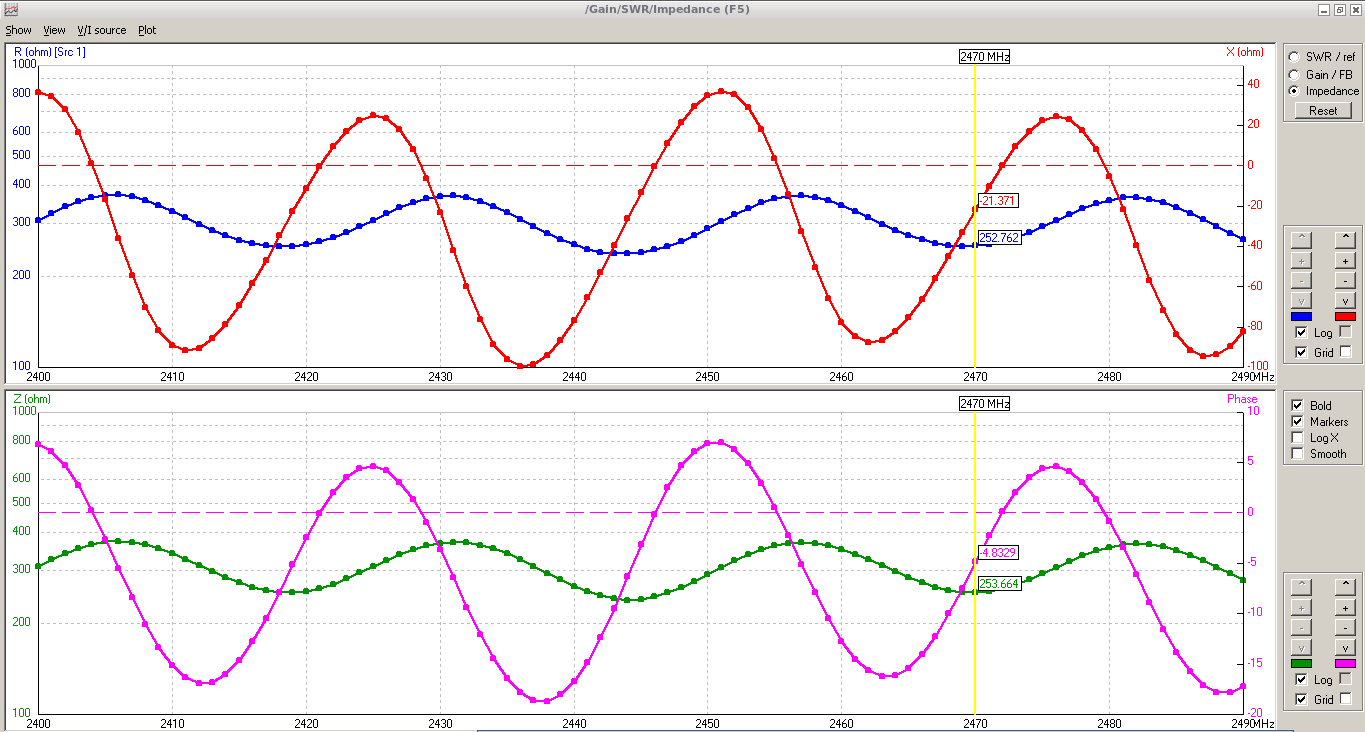 /Gain/SWR/Impedance (F5)
Show View V/I source Plot
R (ohm) [Src 1] 2470 MHz X (ohm)
1000
800
600
500
400
300
200
100
40
20
0
-20
-40
-60
-80
-100
-21.371
252.762
2400 2410 2420 2430 2440 2450 2460 2470 2480 2490MHz
Z (ohm) 2470 MHz Phase
1000
800
600
500
400
300
200
100
10
5
0
-5
-10
-15
-20
-4.8329
253.664
2400 2410 2420 2430 2440 2450 2460 2470 2480 2490MHz
SWR / ref
Gain / FB
Impedance
Reset
^ ^
+ +
- -
v v
Log
Grid
Bold
Markers
Log X
Smooth
^ ^
+ +
- -
v v
Log
Grid